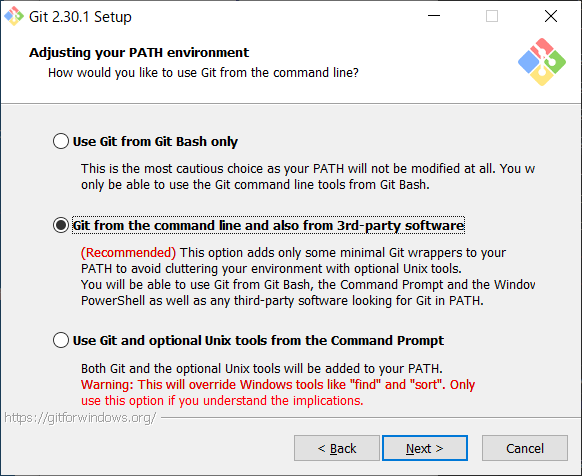 Git 2.30.1 Setup
Adjusting your PATH environment
How would you like to use Git from the command line?
Use Git from Git Bash only
This is the most cautious choice as your PATH will not be modified at all. You w
only be able to use the Git command line tools from Git Bash.
Git from the command line and also from 3rd-party software
(Recommended) This option adds only some minimal Git wrappers to your
PATH to avoid cluttering your environment with optional Unix tools.
You will be able to use Git from Git Bash, the Command Prompt and the Window
PowerShell as well as any third-party software looking for Git in PATH.
Use Git and optional Unix tools from the Command Prompt
Both Git and the optional Unix tools will be added to your PATH.
Warning: This will override Windows tools like "find" and "sort". Only
use this option if you understand the implications.
https://gitforwindows.org/
< Back Next > Cancel